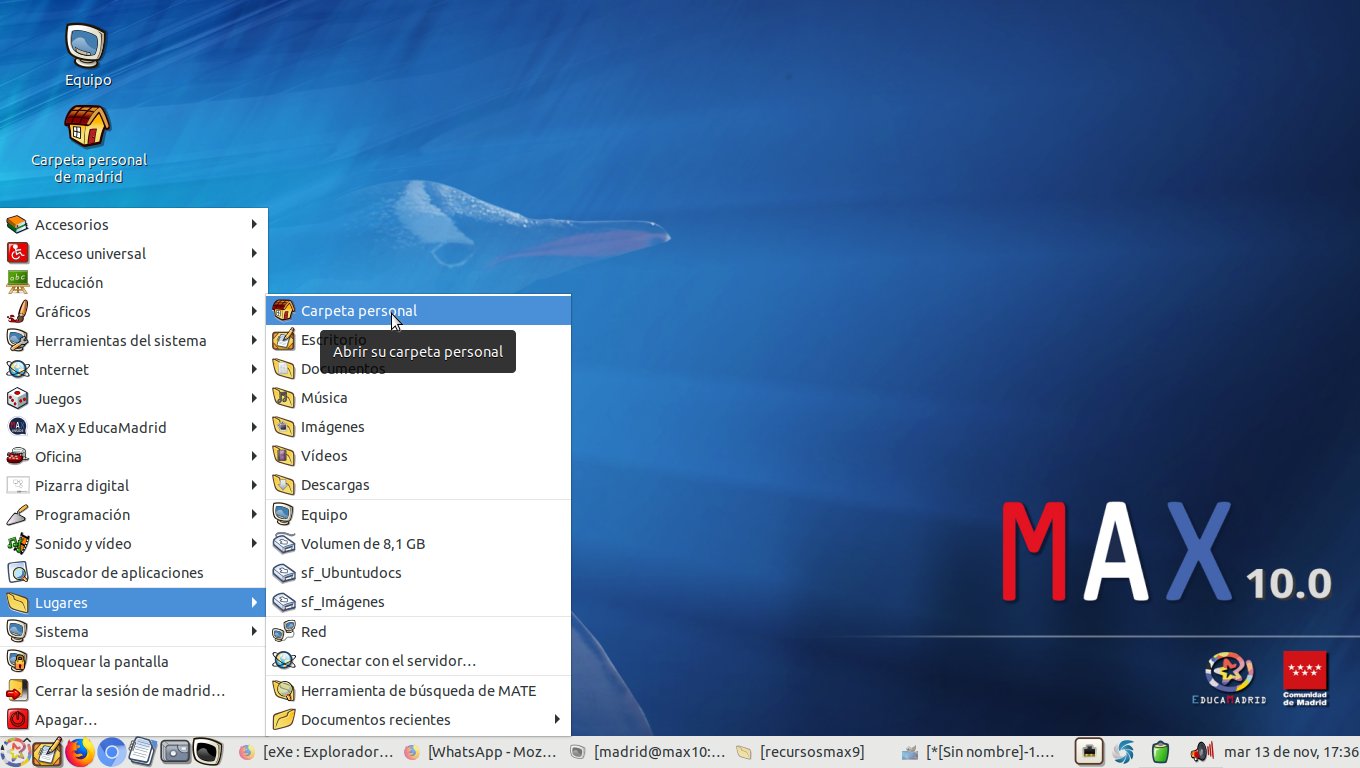 Equipo
Carpeta personal
de madrid
Accesorios
Acceso universal
Educación
Gráficos
Herramientas del sistema
Internet
Juegos
MaX y EducaMadrid
Oficina
Pizarra digital
Programación
Sonido y vídeo
Buscador de aplicaciones
Lugares
Sistema
Bloquear la pantalla
Cerrar la sesión de madrid…
Apagar…
Carpeta personal
Escritorio
Abrir su carpeta personal
Documentos
Música
Imágenes
Vídeos
Descargas
Equipo
Volumen de 8,1 GB
sf_Ubuntudocs
sf_Imágenes
Red
Conectar con el servidor…
Herramienta de búsqueda de MATE
Documentos recientes
MAX 10.0
EDUCAMADRID
Comunidad
de Madrid
[eXe : Explorador…
[WhatsApp - Moz…
[madrid@max10:…
[recursosmax9]
[*[Sin nombre]-1.…
mar 13 de nov, 17:36